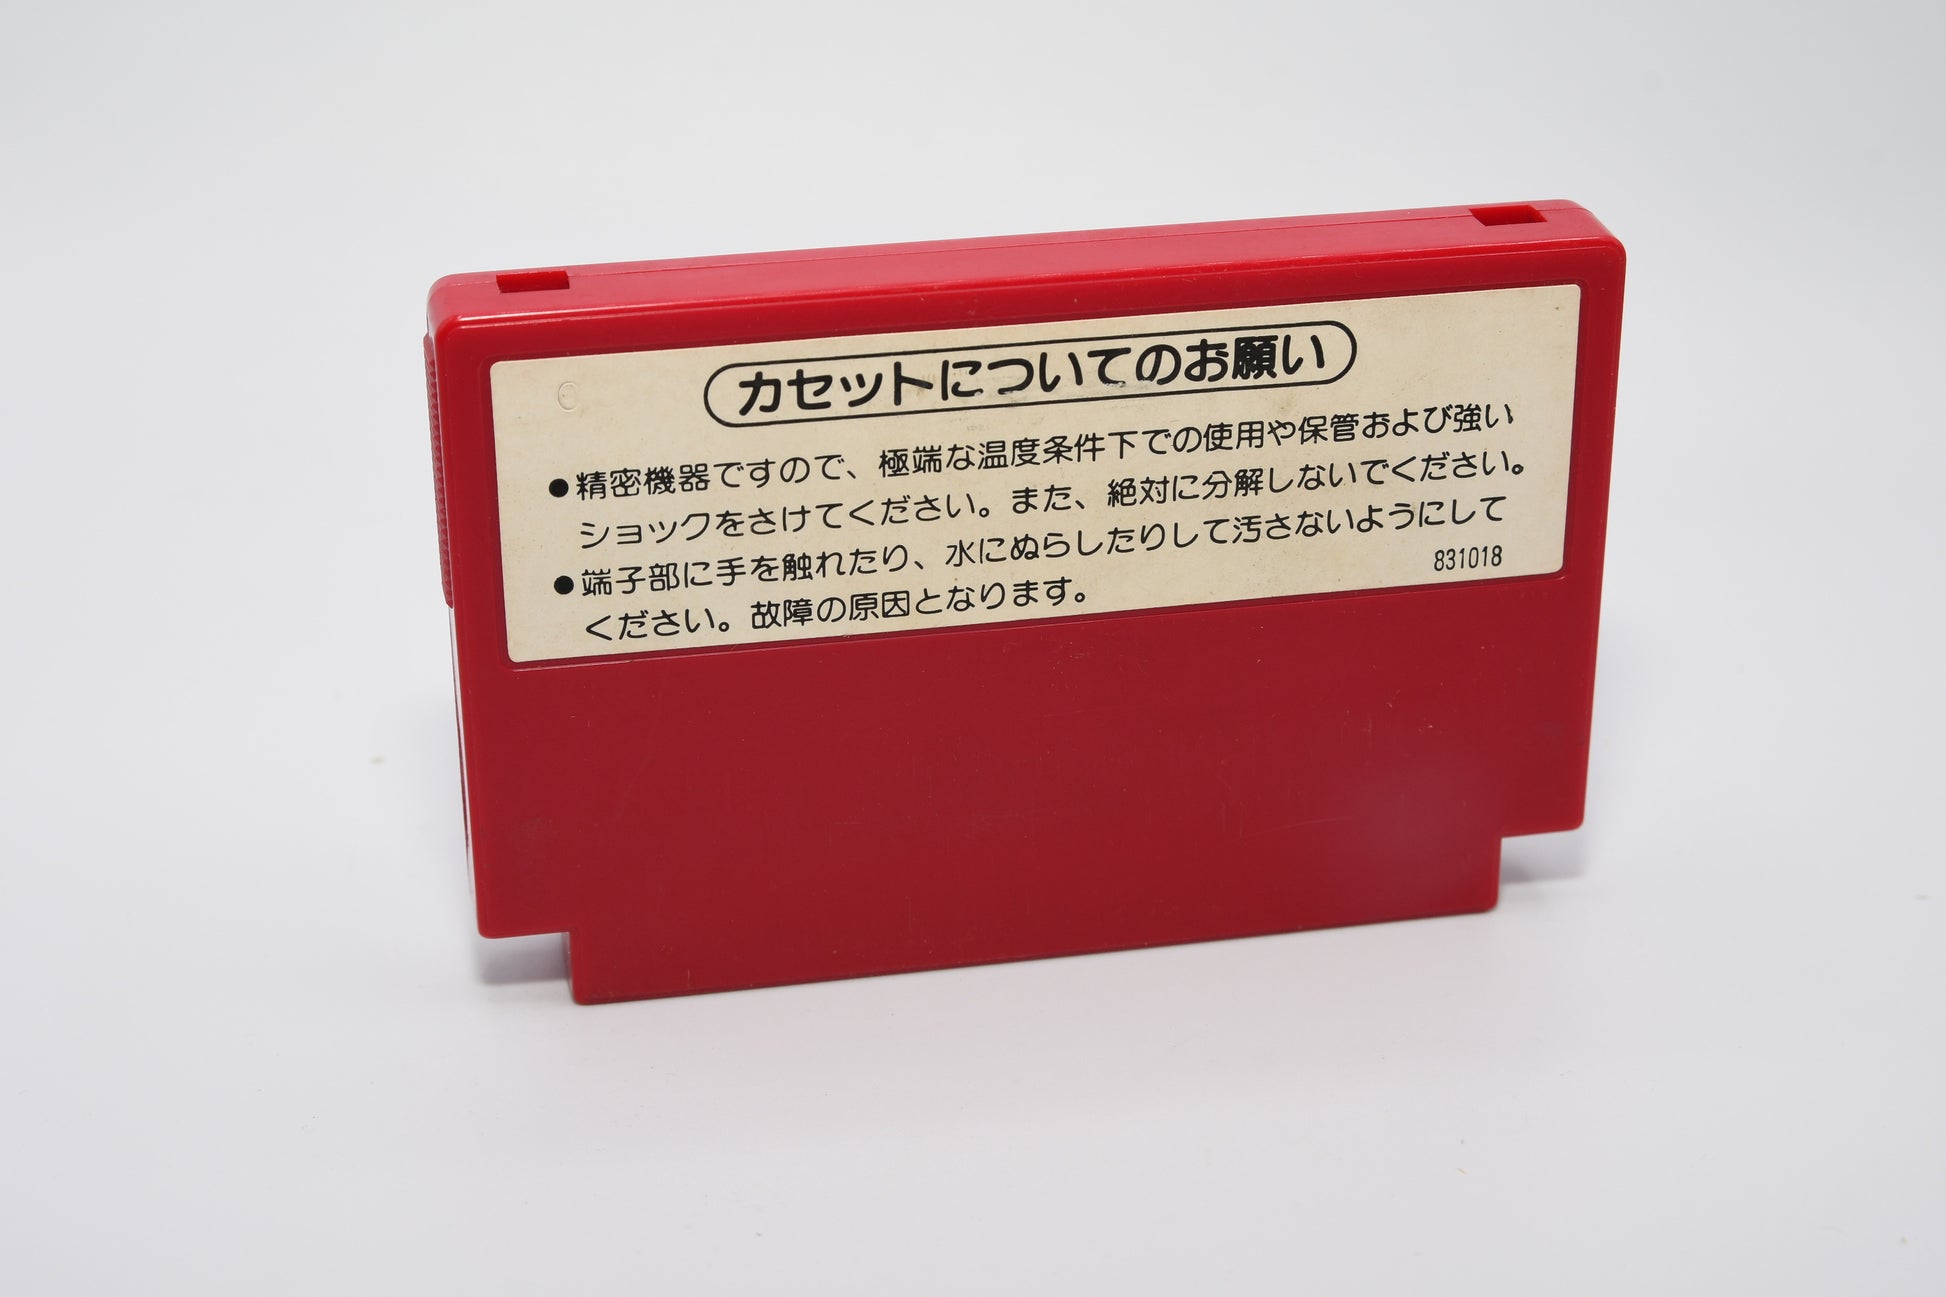 カセットについてのお願い
●精密機器ですので、極端な温度条件下での使用や保管および強い
ショックをさけてください。また、絶対に分解しないでください。
●端子部に手を触れたり、水にぬらしたりして汚さないようにして
ください。故障の原因となります。
831018